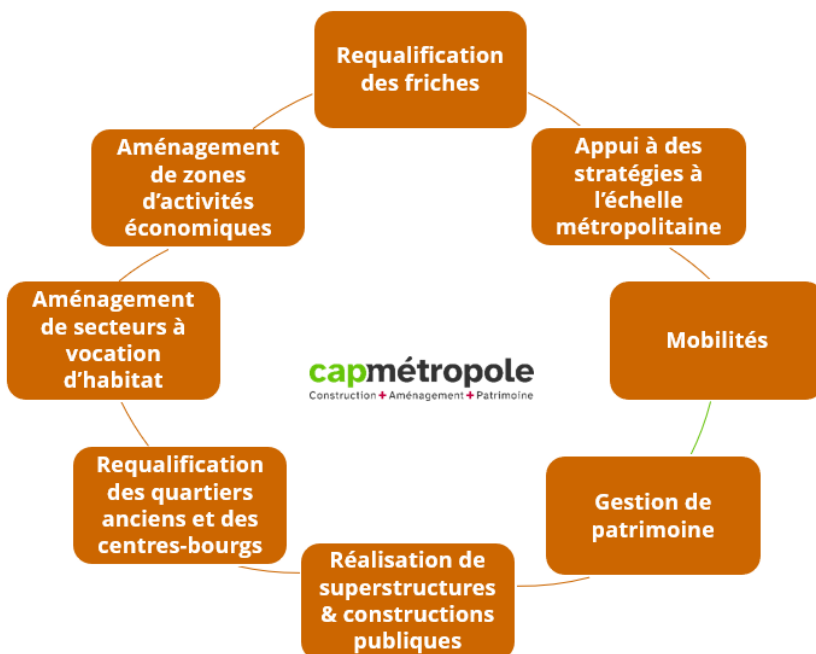 Requalification
des friches
Appui à des
stratégies à
l'échelle
métropolitaine
Mobilités
Gestion de
patrimoine
Réalisation de
superstructures
& constructions
publiques
Requalification
des quartiers
anciens et des
centres-bourgs
Aménagement
de secteurs à
vocation
d'habitat
Aménagement
de zones
d'activités
économiques
capmétropole
Construction + Aménagement + Patrimoine